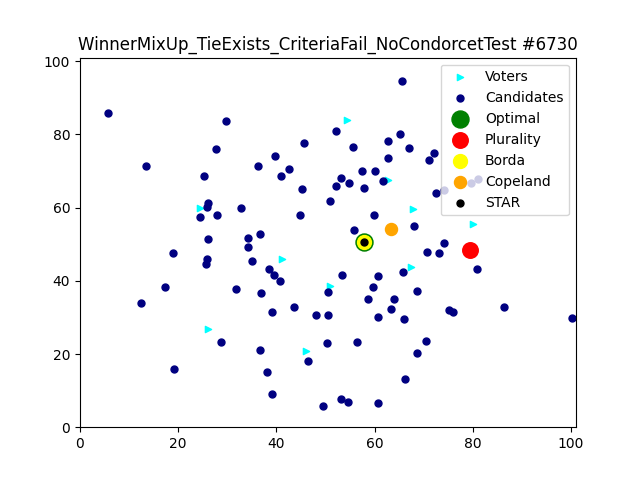 WinnerMixUp_TieExists_CriteriaFail_NoCondorcetTest #6730
100
80
60
40
20
0
0 20 40 60 80 100
Voters
Candidates
Optimal
Plurality
Borda
Copeland
STAR